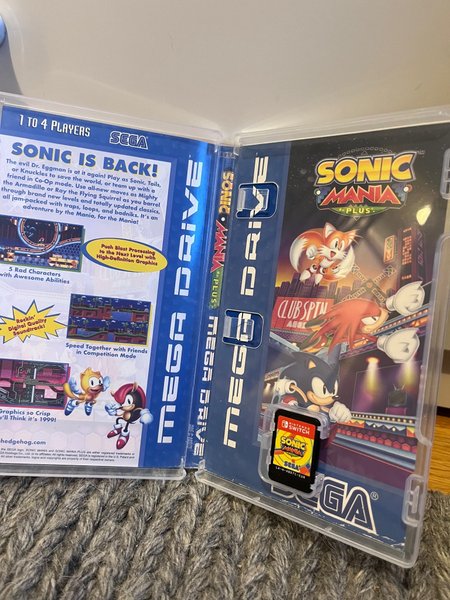 1 TO 4 PLAYERS
SEGA
SONIC IS BACK!
The evil Dr. Eggman is at it again! Play as Sonic, Tails,
or Knuckles to save the world, or team up with a
friend in Co-Op mode. Use all-new moves as Mighty
the Armadillo or Ray the Flying Squirrel as you barrel
through brand new levels and totally updated classics,
all jam-packed with traps, foes, and badniks. It's an
adventure by the Mania, for the Mania!
5 Rad Characters
with Awesome Abilities
Push Blast Processing
to the Next Level with
High-Definition Graphics
Rockin'
Digital Quality
Soundtracks!
Speed Together with Friends
in Competition Mode
Graphics so Crisp
You'll Think it's 1999!
hedgehog.com
MEGA DRIVE
SONIC MANIA PLUS
MEGA DRIVE
MEGA DRIVE
SONIC
MANIA
PLUS
CLUB SPIN
SEGA
NINTENDO
SWITCH
SONIC
MANIA
SEGA